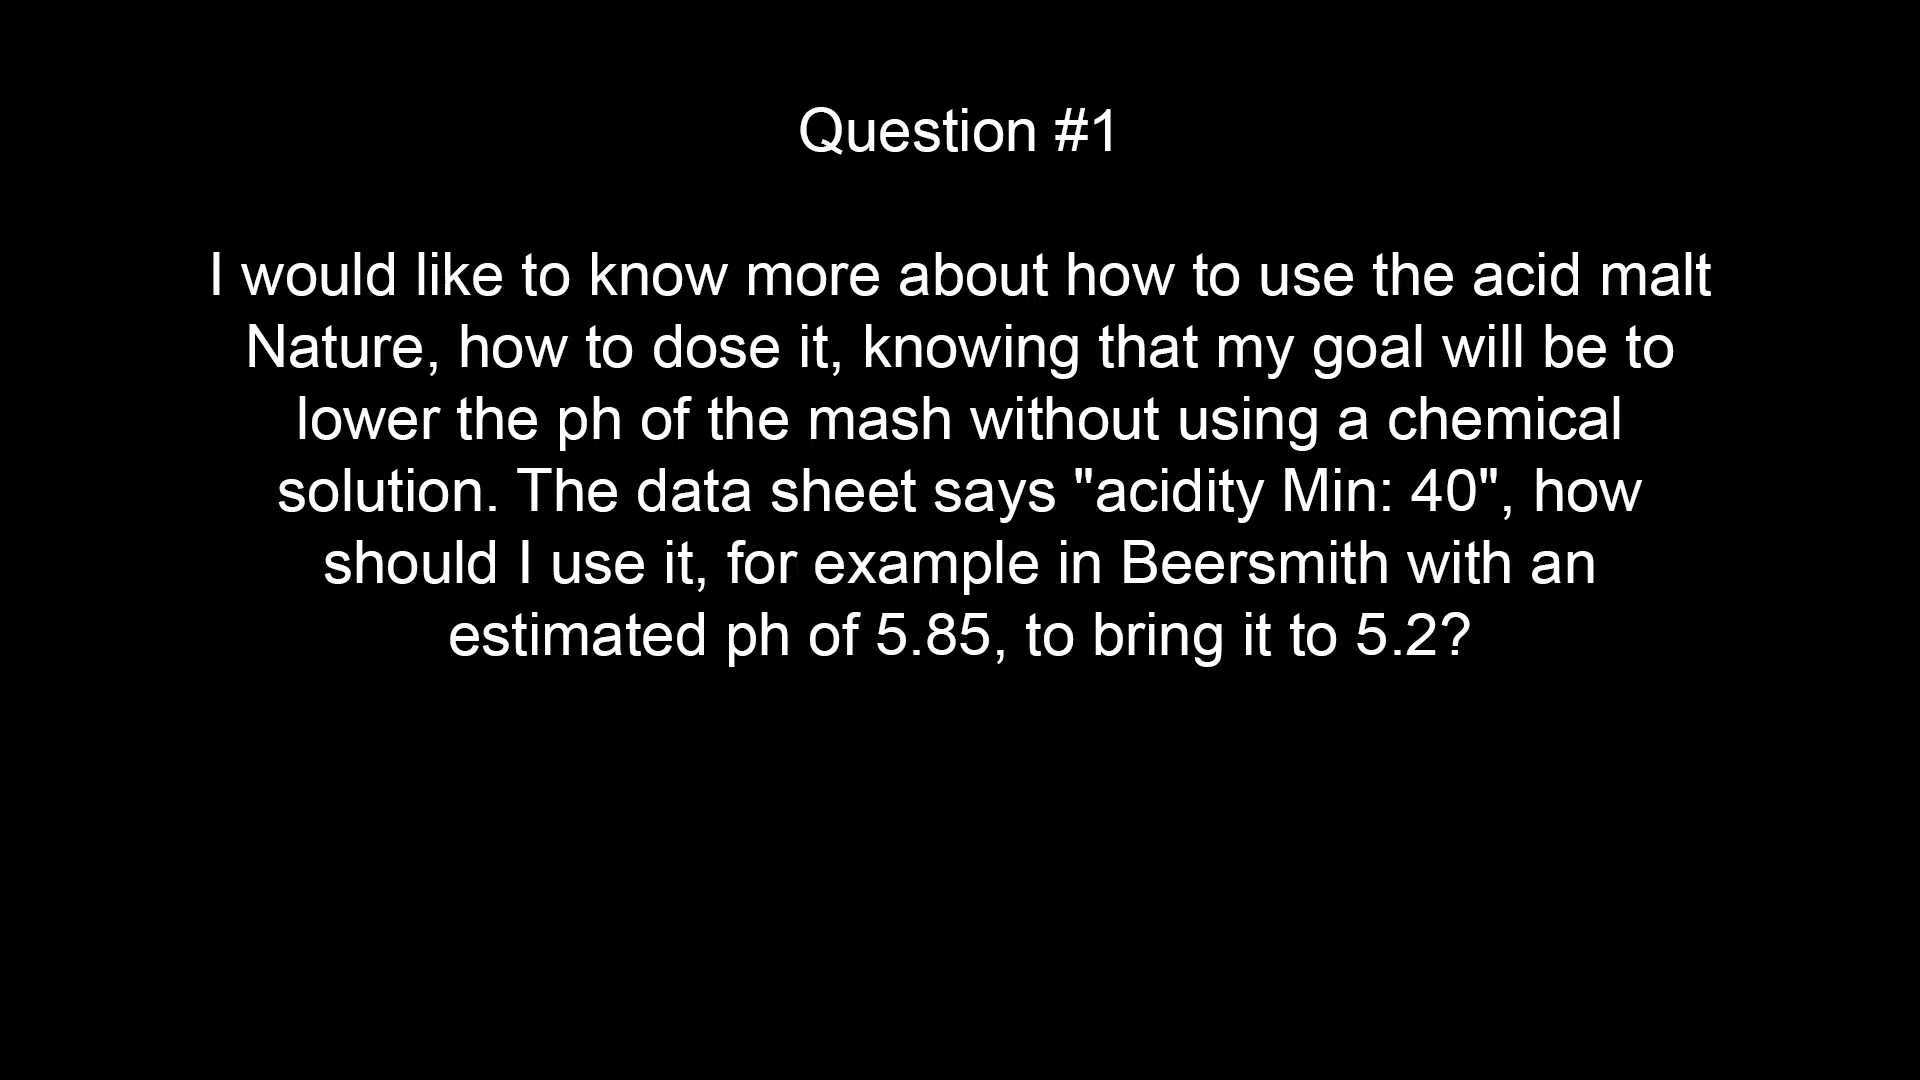 Question #1
I would like to know more about how to use the acid malt
Nature, how to dose it, knowing that my goal will be to
lower the ph of the mash without using a chemical
solution. The data sheet says "acidity Min: 40", how
should I use it, for example in Beersmith with an
estimated ph of 5.85, to bring it to 5.2?